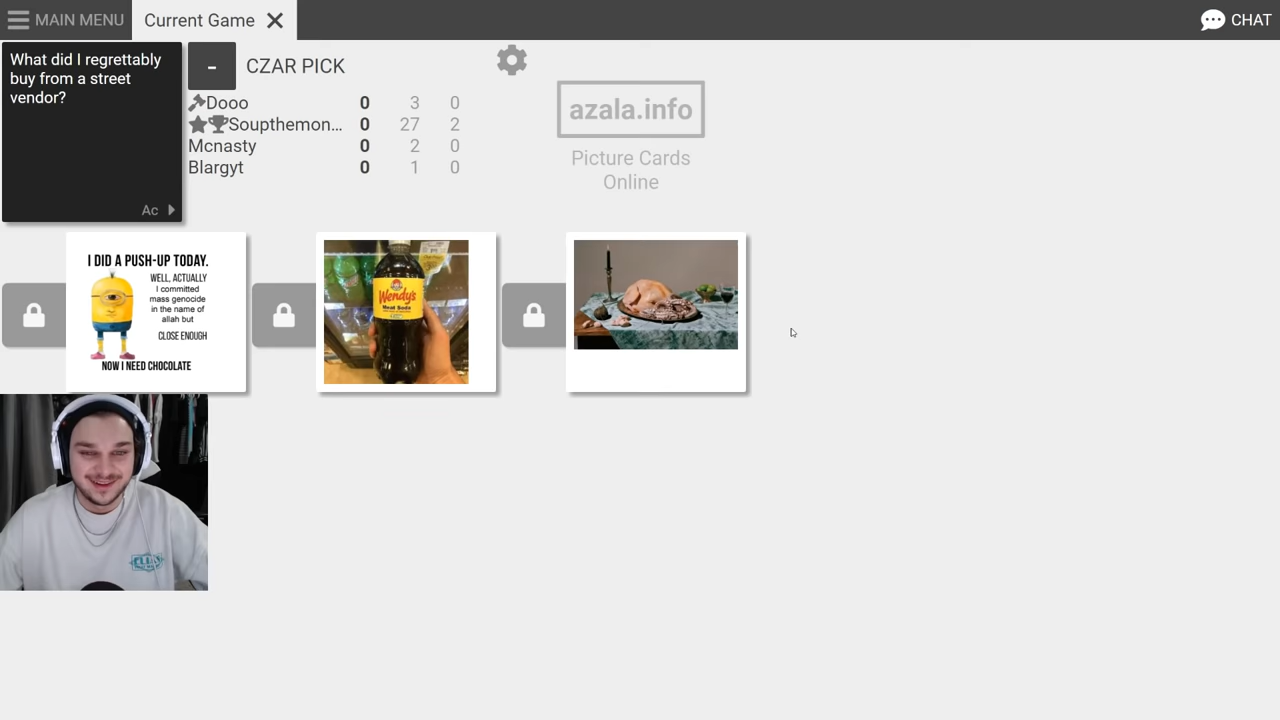 MAIN MENU
Current Game
CHAT
What did I regrettably
buy from a street
vendor?
Ac
-
CZAR PICK
Dooo 0 3 0
Soupthemon... 0 27 2
Mcnasty 0 2 0
Blargyt 0 1 0
azala.info
Picture Cards
Online
I DID A PUSH-UP TODAY.
WELL, ACTUALLY
I committed
mass genocide
in the name of
allah but
CLOSE ENOUGH
NOW I NEED CHOCOLATE
Wendy's
Meat Soda